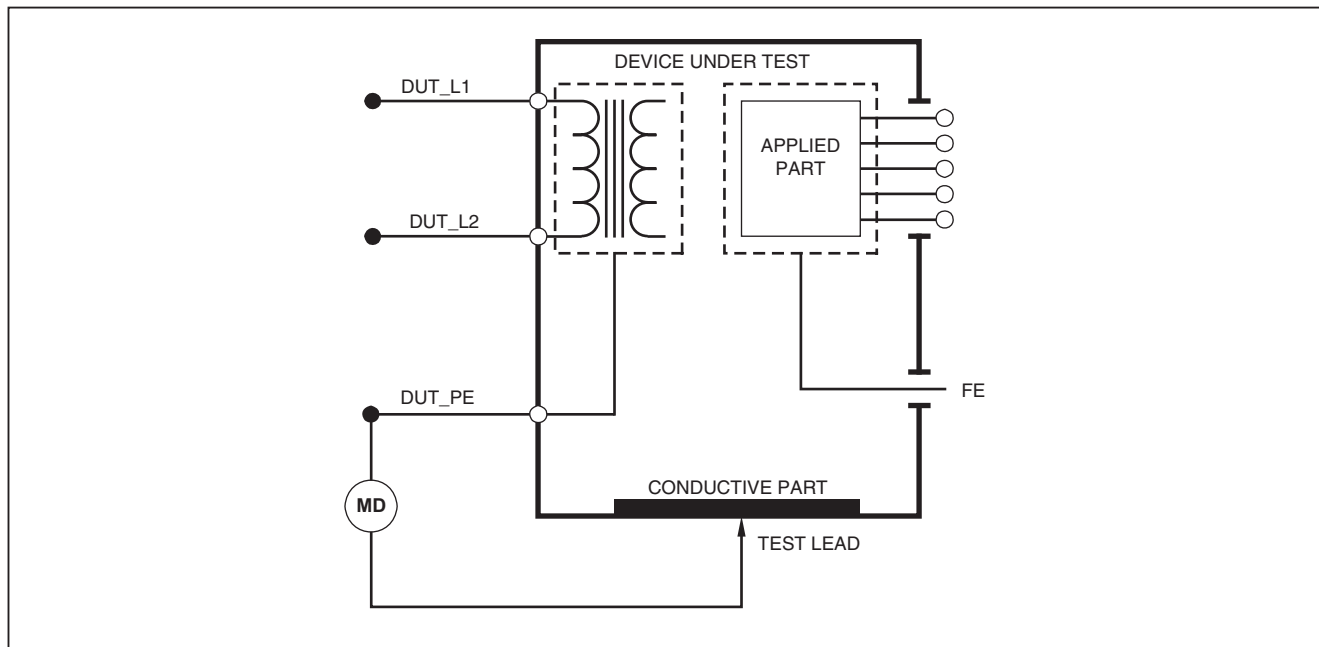 DEVICE UNDER TEST
DUT_L1
APPLIED
PART
DUT_L2
DUT_PE
FE
CONDUCTIVE PART
MD
TEST LEAD